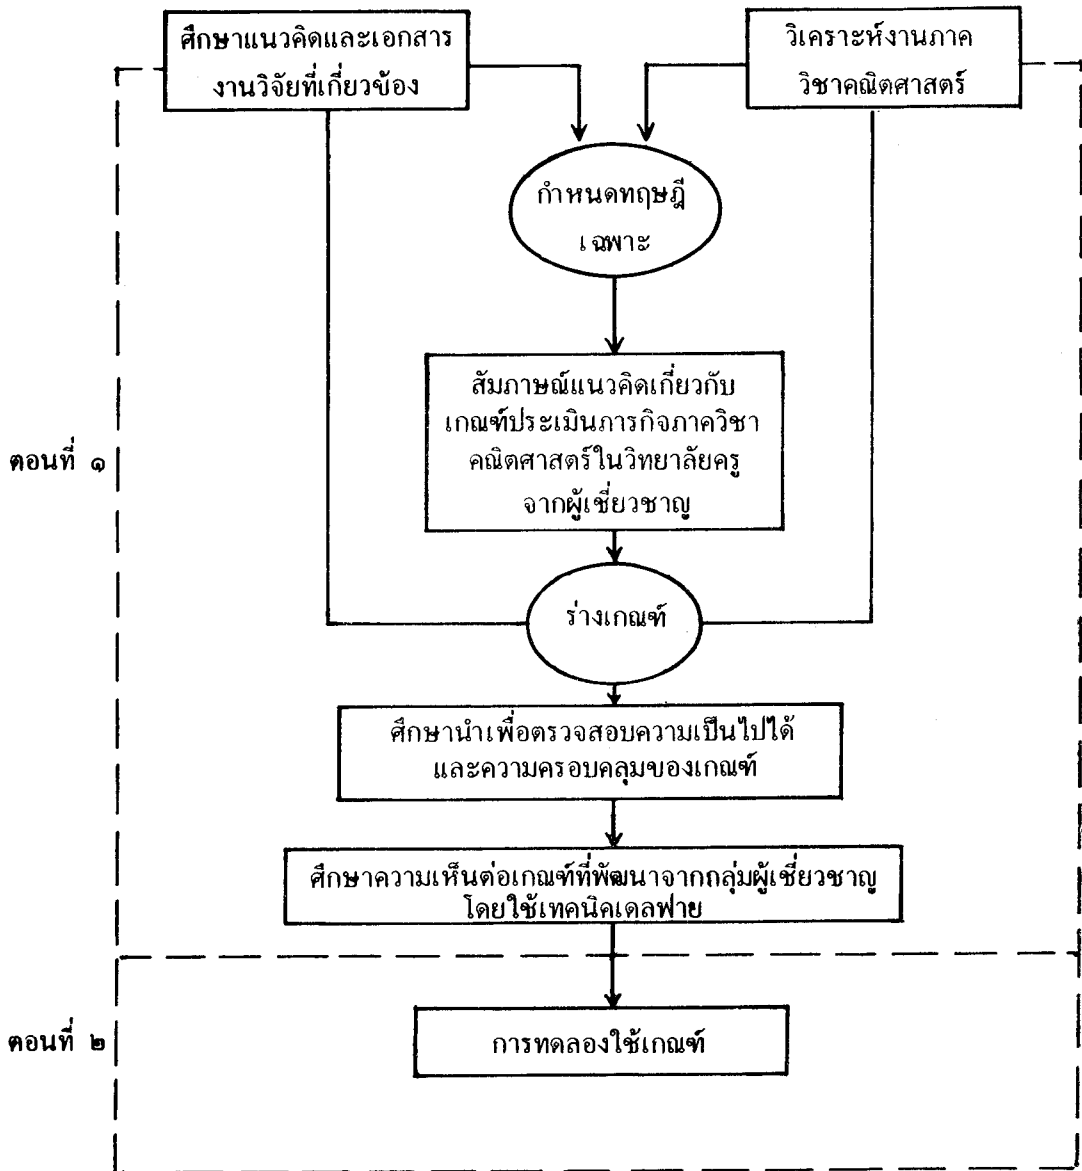 ศึกษาแนวคิดและเอกสาร
งานวิจัยที่เกี่ยวข้อง
วิเคราะห์งานภาค
วิชาคณิตศาสตร์
กำหนดทฤษฎี
เฉพาะ
สัมภาษณ์แนวคิดเกี่ยวกับ
เกณฑ์ประเมินภารกิจภาควิชา
คณิตศาสตร์ในวิทยาลัยครู
จากผู้เชี่ยวชาญ
ตอนที่ ๑
ร่างเกณฑ์
ศึกษานำเพื่อตรวจสอบความเป็นไปได้
และความครอบคลุมของเกณฑ์
ศึกษาความเห็นต่อเกณฑ์ที่พัฒนาจากกลุ่มผู้เชี่ยวชาญ
โดยใช้เทคนิคเดลฟาย
ตอนที่ ๒
การทดลองใช้เกณฑ์